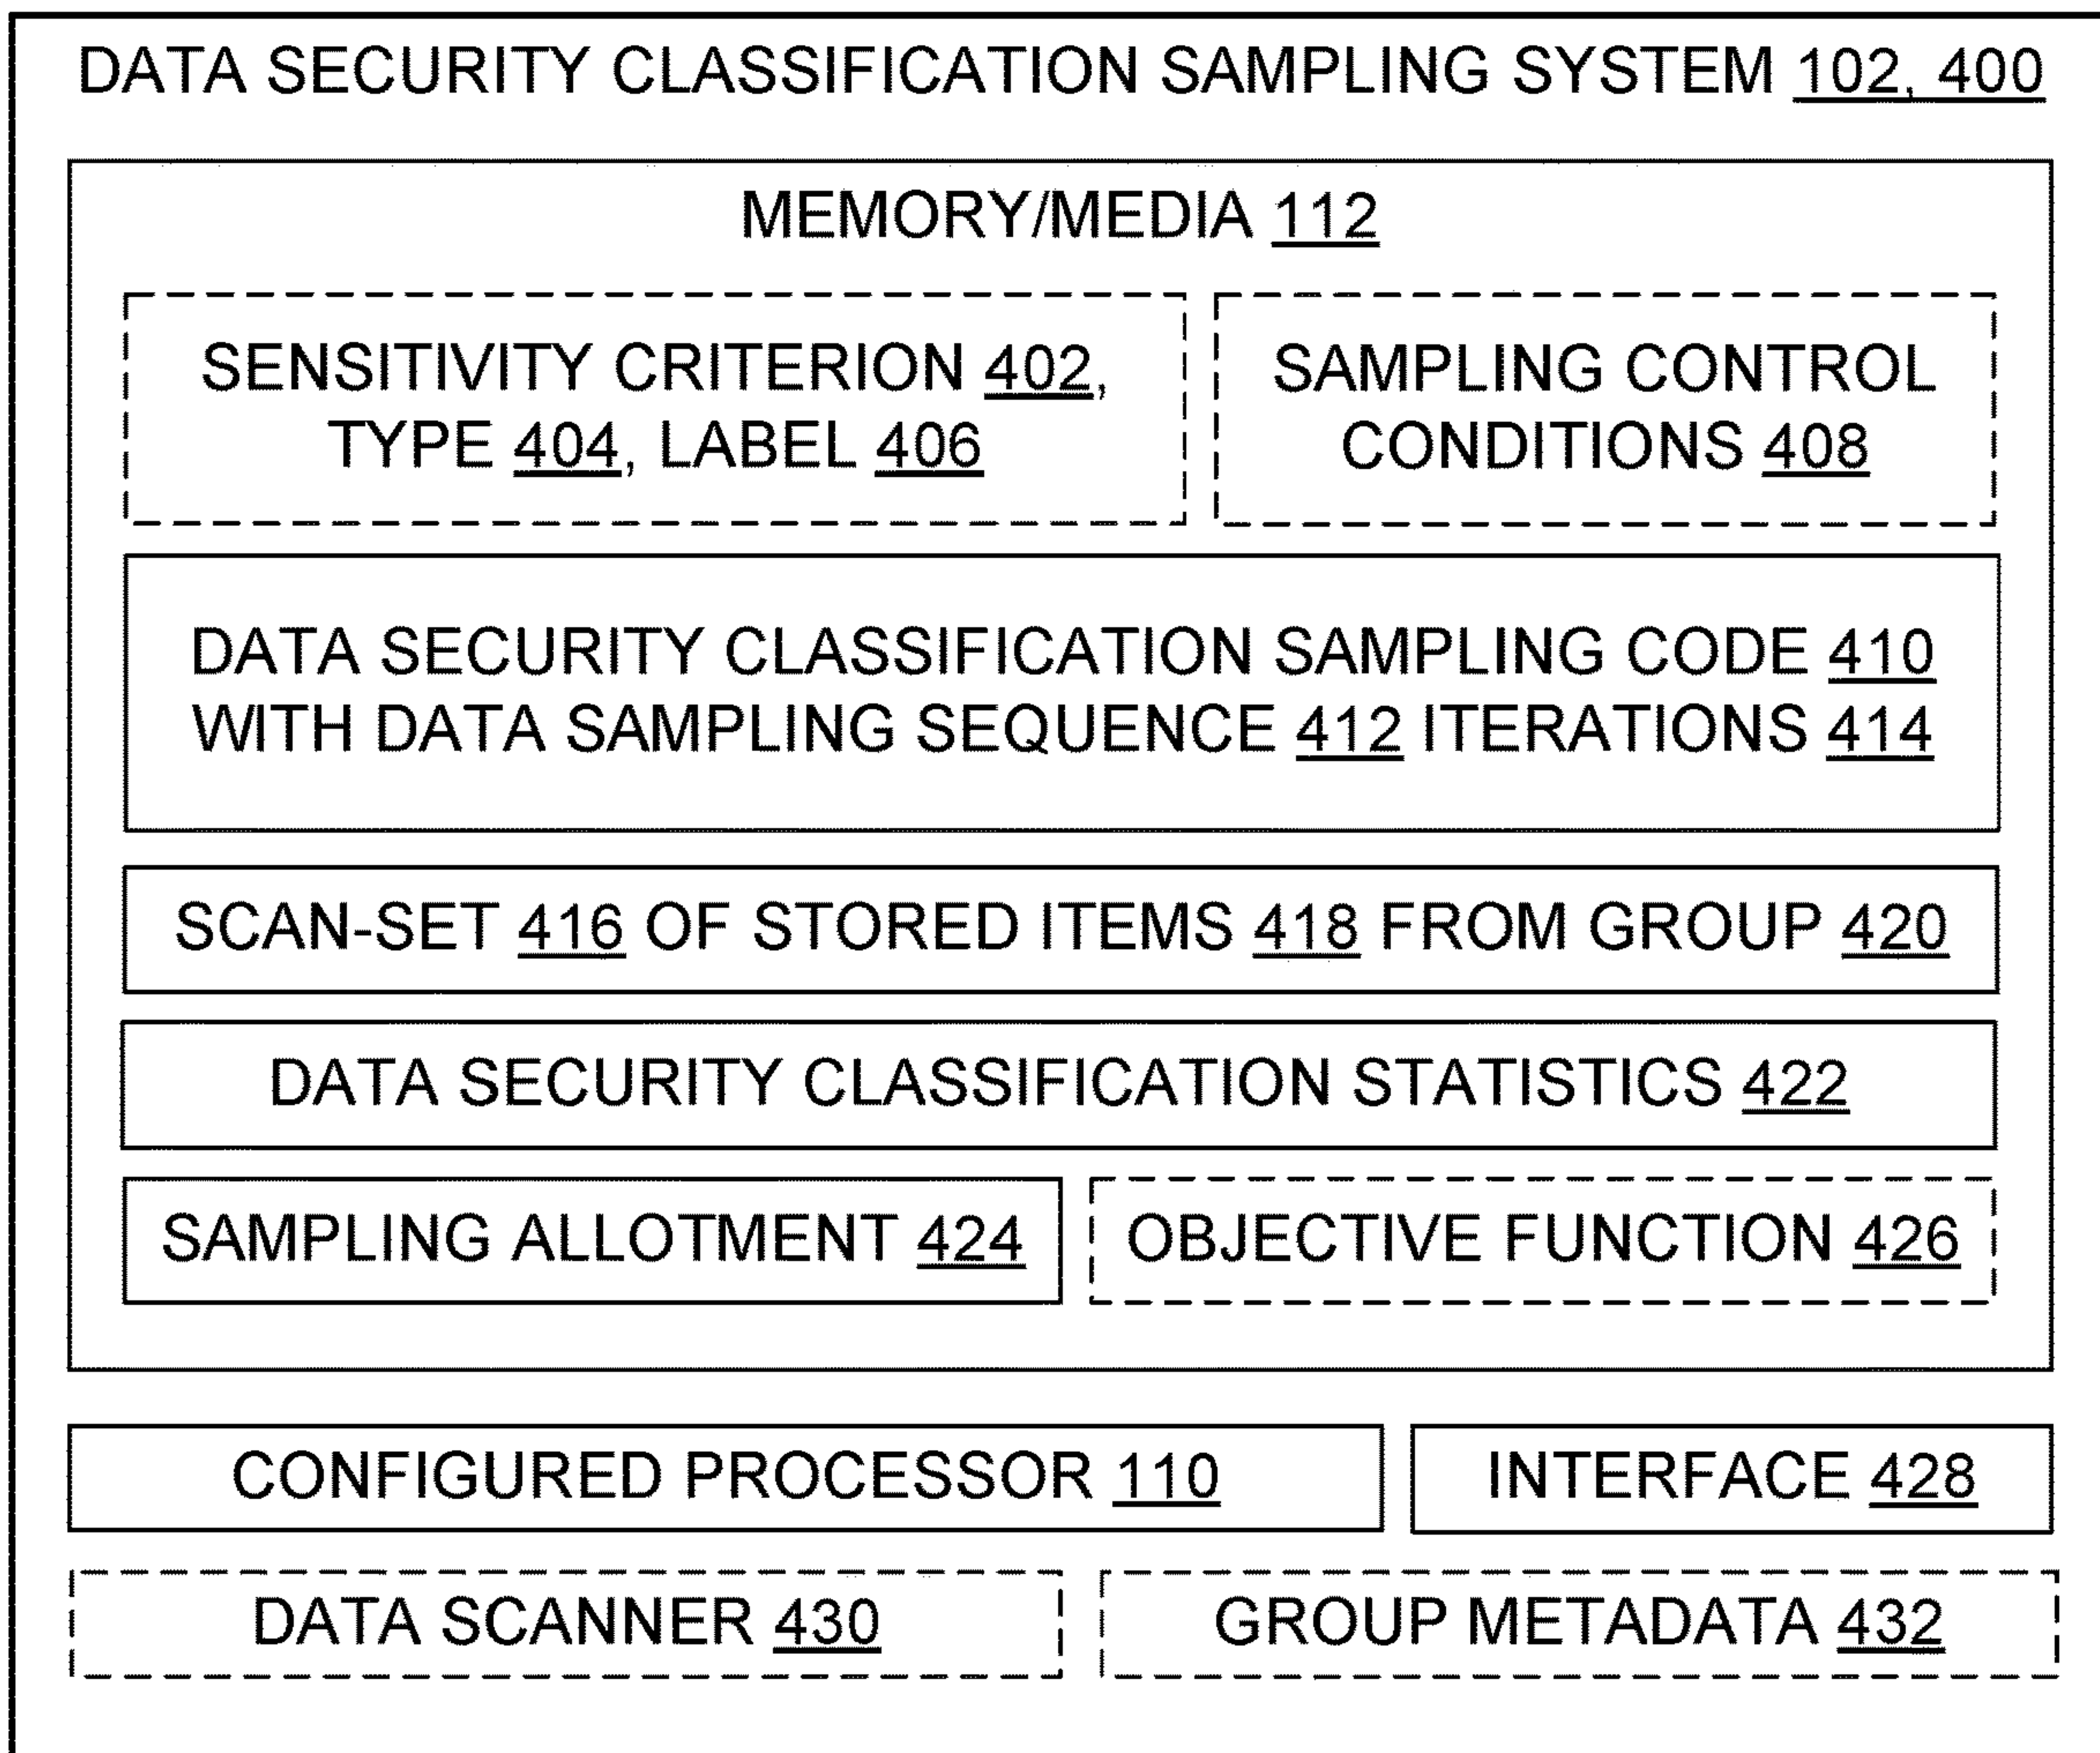 DATA SECURITY CLASSIFICATION SAMPLING SYSTEM 102, 400
MEMORY/MEDIA 112
SENSITIVITY CRITERION 402,
TYPE 404, LABEL 406
SAMPLING CONTROL
CONDITIONS 408
DATA SECURITY CLASSIFICATION SAMPLING CODE 410
WITH DATA SAMPLING SEQUENCE 412 ITERATIONS 414
SCAN-SET 416 OF STORED ITEMS 418 FROM GROUP 420
DATA SECURITY CLASSIFICATION STATISTICS 422
SAMPLING ALLOTMENT 424
OBJECTIVE FUNCTION 426
CONFIGURED PROCESSOR 110
INTERFACE 428
DATA SCANNER 430
GROUP METADATA 432